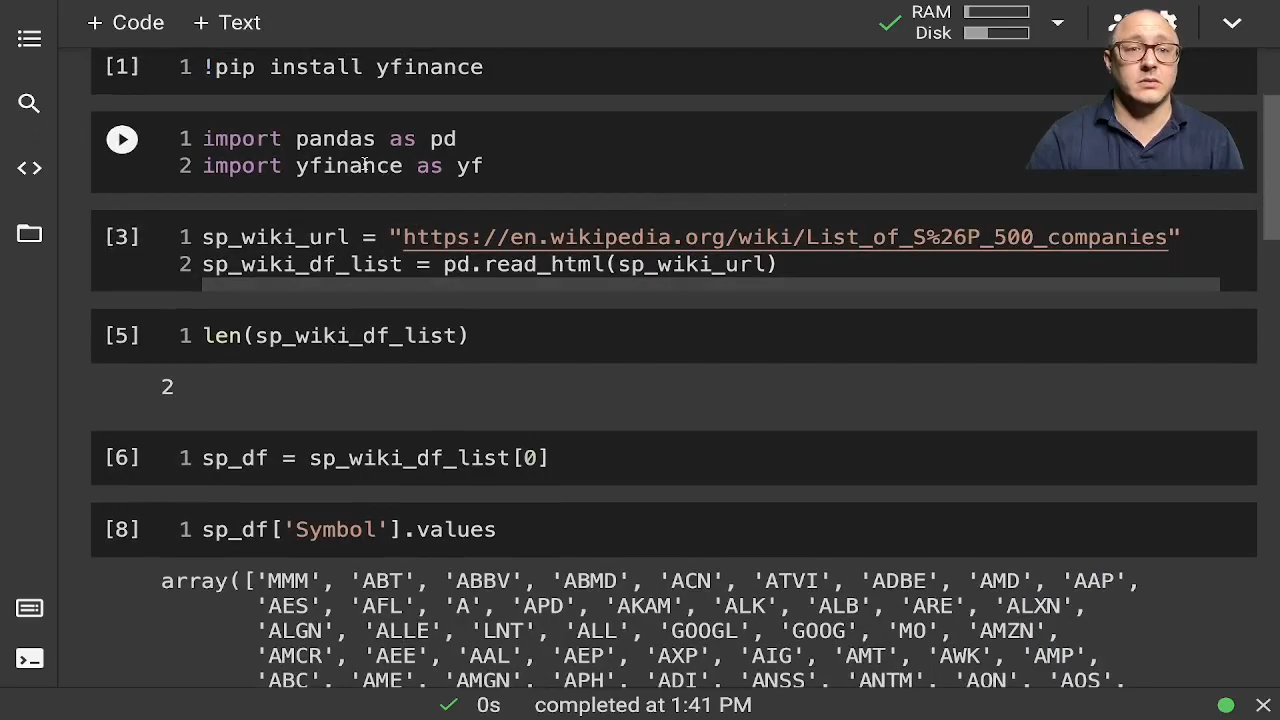 + Code + Text
RAM
Disk
[1] 1 !pip install yfinance
1 import pandas as pd
2 import yfinance as yf
[3] 1 sp_wiki_url = "https://en.wikipedia.org/wiki/List_of_S%26P_500_companies"
2 sp_wiki_df_list = pd.read_html(sp_wiki_url)
[5] 1 len(sp_wiki_df_list)
2
[6] 1 sp_df = sp_wiki_df_list[0]
[8] 1 sp_df['Symbol'].values
array(['MMM', 'ABT', 'ABBV', 'ABMD', 'ACN', 'ATVI', 'ADBE', 'AMD', 'AAP',
'AES', 'AFL', 'A', 'APD', 'AKAM', 'ALK', 'ALB', 'ARE', 'ALXN',
'ALGN', 'ALLE', 'LNT', 'ALL', 'GOOGL', 'GOOG', 'MO', 'AMZN',
'AMCR', 'AEE', 'AAL', 'AEP', 'AXP', 'AIG', 'AMT', 'AWK', 'AMP',
'ABC', 'AME', 'AMGN', 'APH', 'ADI', 'ANSS', 'ANTM', 'AON', 'AOS',
0s completed at 1:41 PM